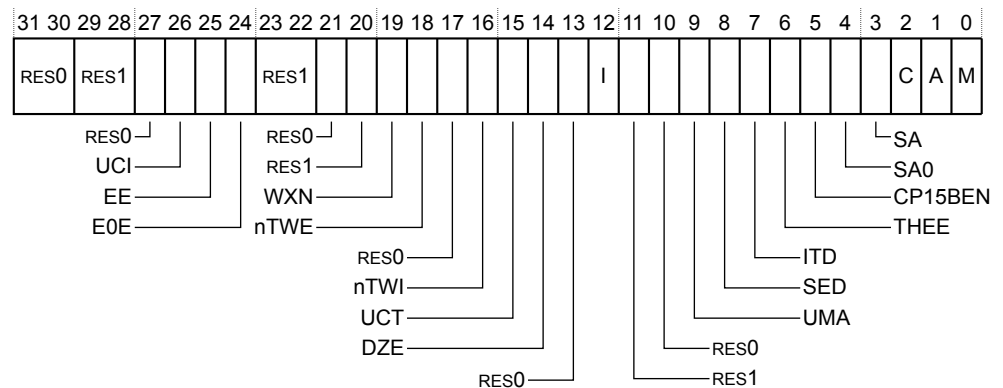 31 30 29 28 27 26 25 24 23 22 21 20 19 18 17 16 15 14 13 12 11 10 9 8 7 6 5 4 3 2 1 0
RES0 RES1 RES1 I C A M
RES0 RES0 SA
UCI RES1 SA0
EE WXN CP15BEN
E0E nTWE THEE
RES0 ITD
nTWI SED
UCT UMA
DZE RES0
RES0 RES1